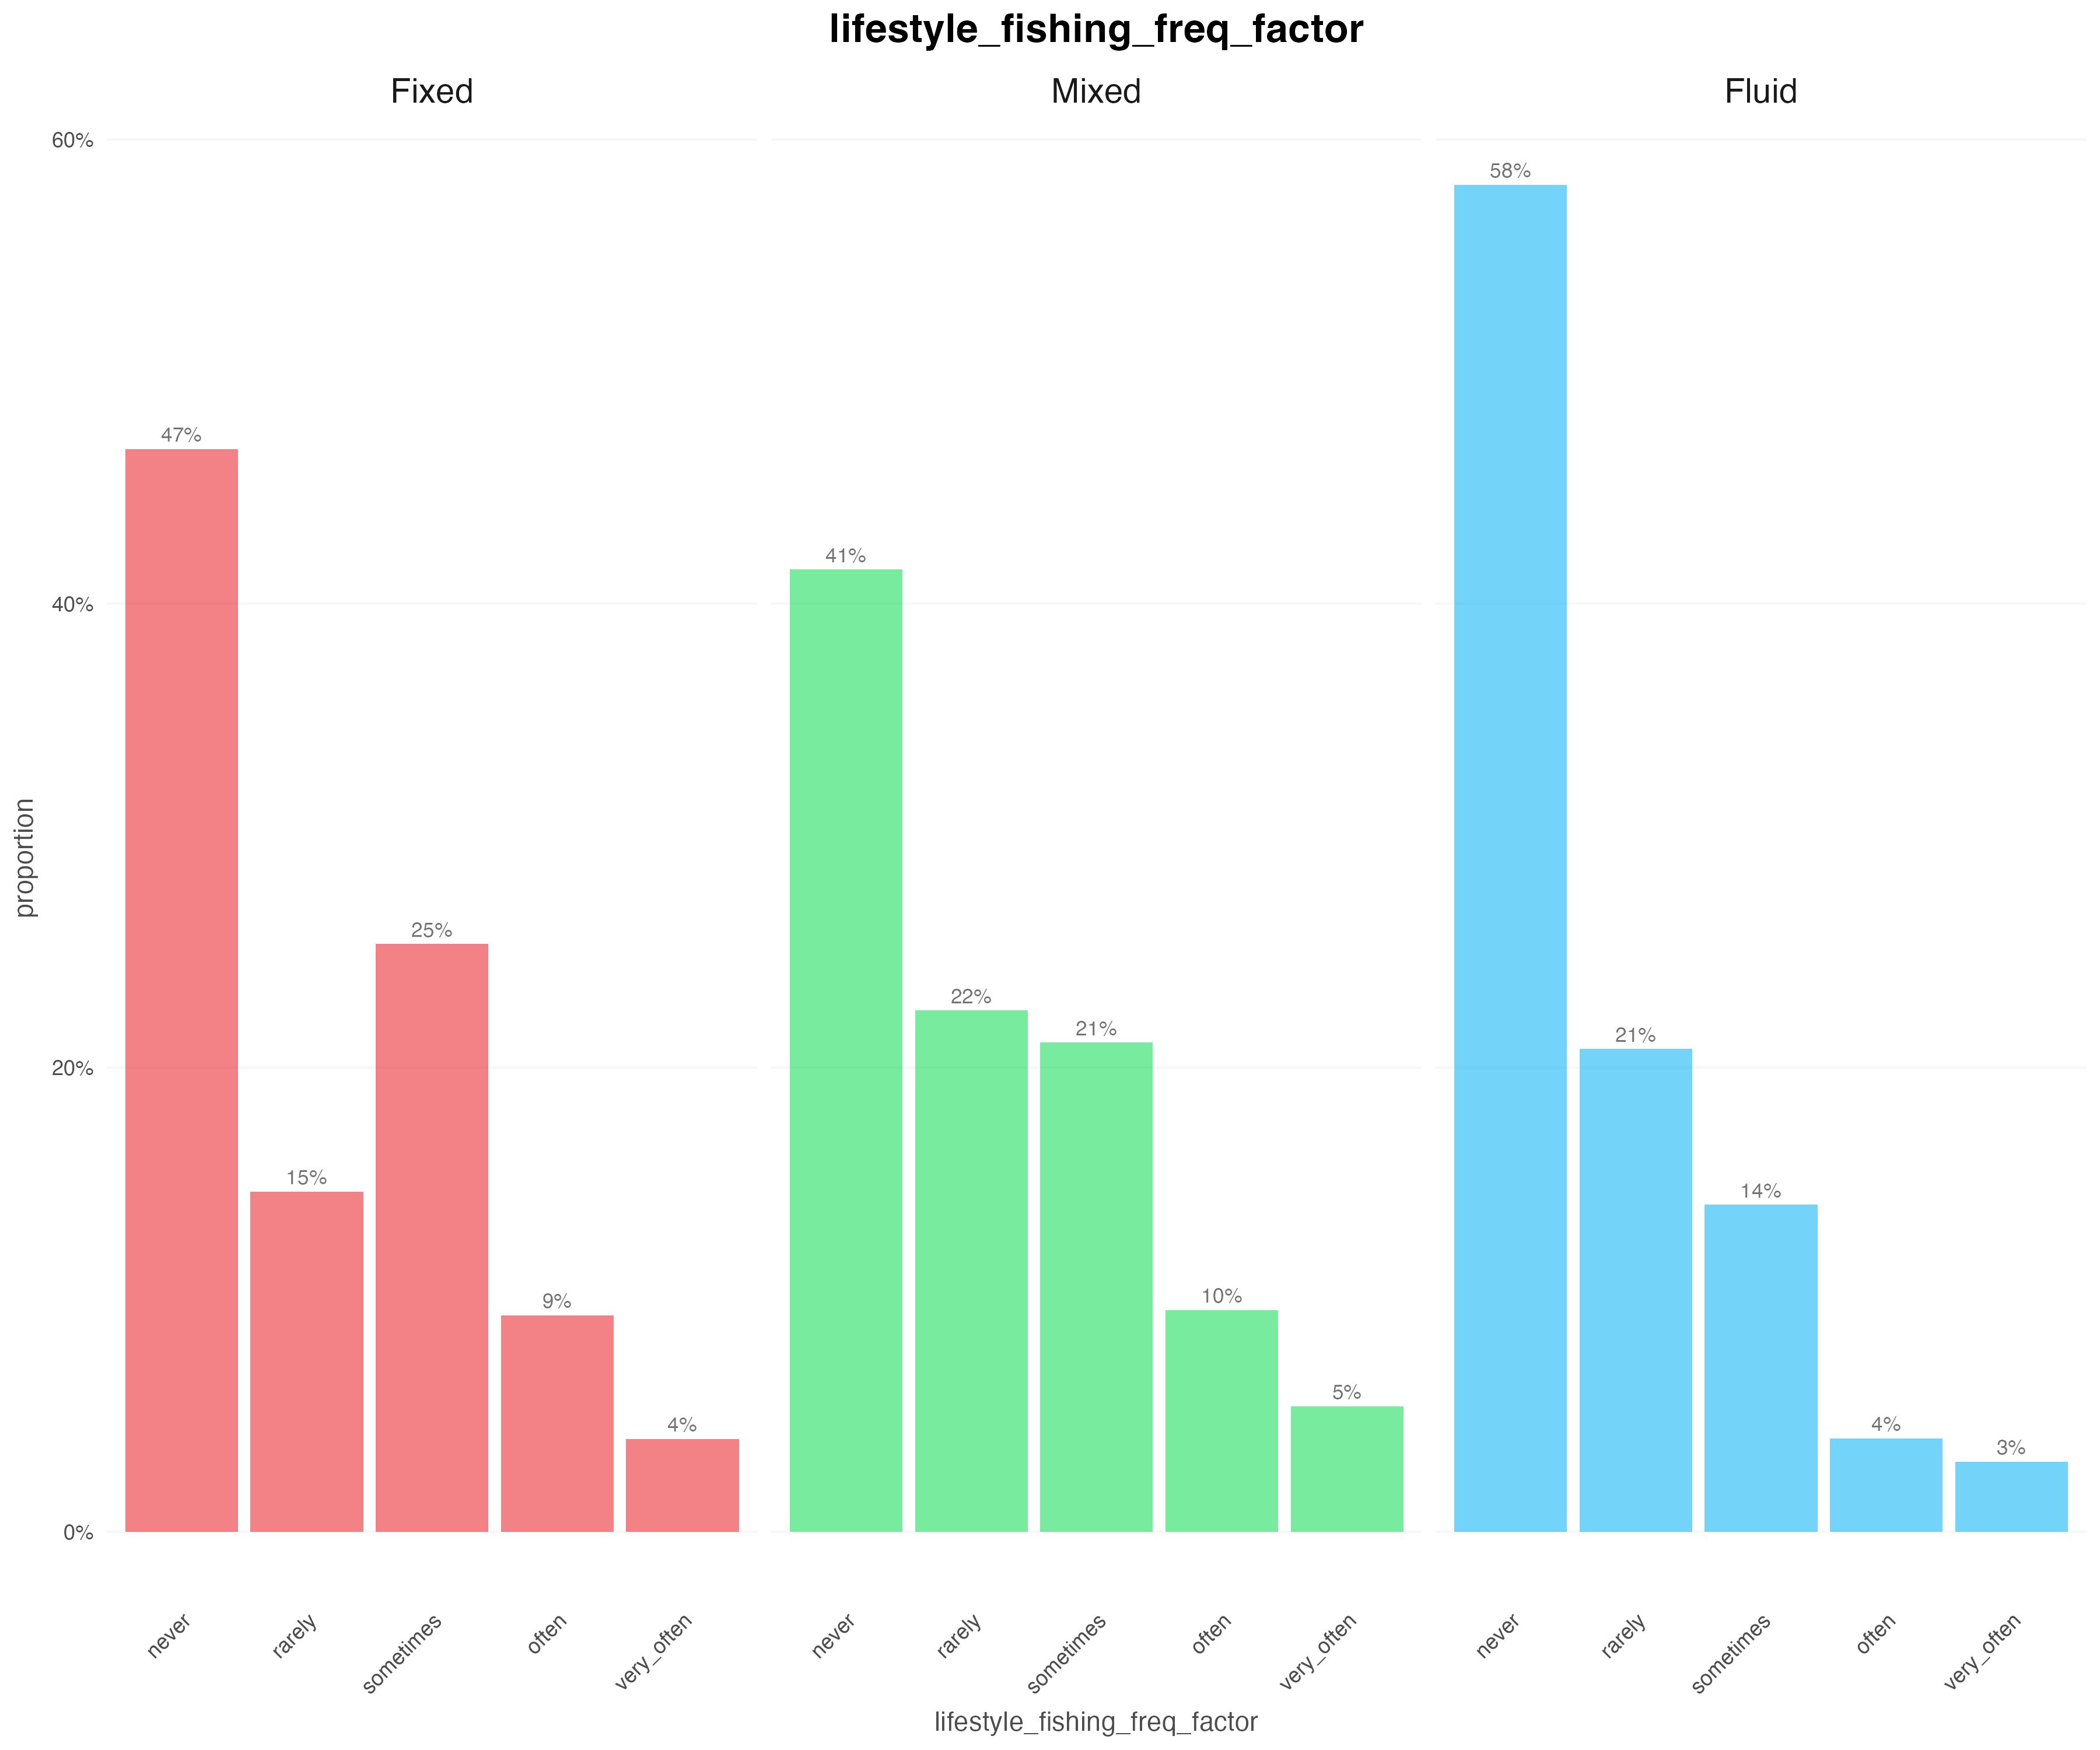 lifestyle_fishing_freq_factor
Fixed
Mixed
Fluid
60%
40%
20%
0%
proportion
47%
15%
25%
9%
4%
41%
22%
21%
10%
5%
58%
21%
14%
4%
3%
never
rarely
sometimes
often
very_often
never
rarely
sometimes
often
very_often
never
rarely
sometimes
often
very_often
lifestyle_fishing_freq_factor